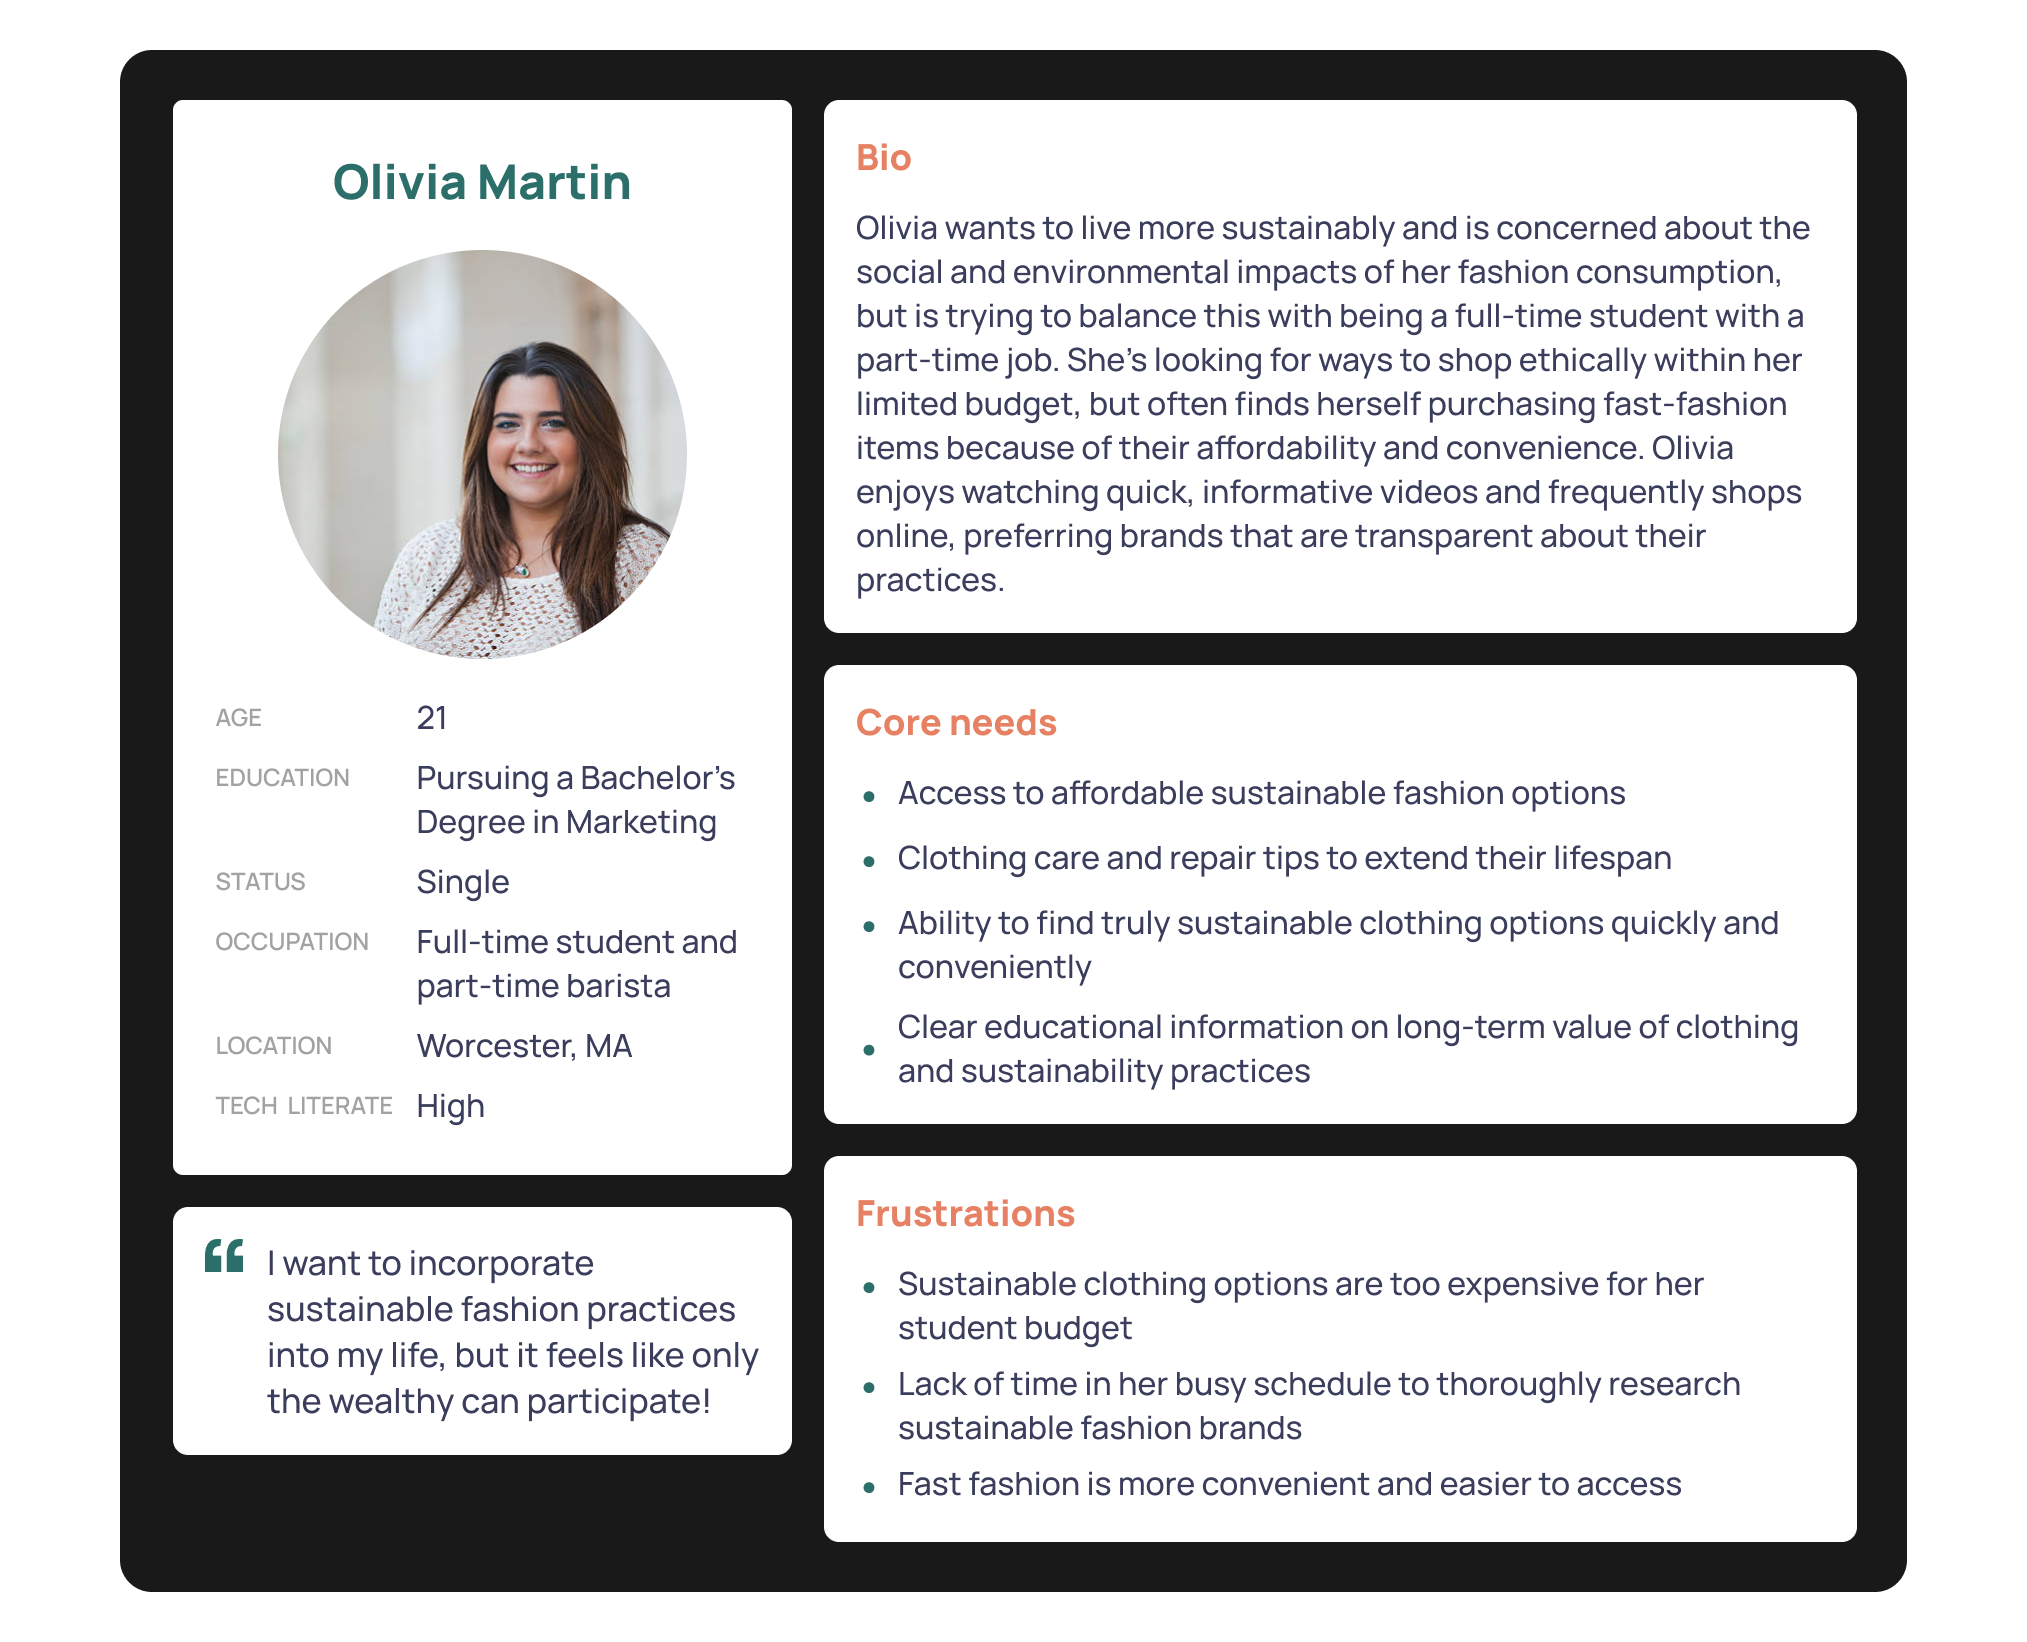 Olivia Martin
AGE 21
EDUCATION Pursuing a Bachelor’s
Degree in Marketing
STATUS Single
OCCUPATION Full-time student and
part-time barista
LOCATION Worcester, MA
TECH LITERATE High
“ I want to incorporate
sustainable fashion practices
into my life, but it feels like only
the wealthy can participate!
Bio
Olivia wants to live more sustainably and is concerned about the
social and environmental impacts of her fashion consumption,
but is trying to balance this with being a full-time student with a
part-time job. She’s looking for ways to shop ethically within her
limited budget, but often finds herself purchasing fast-fashion
items because of their affordability and convenience. Olivia
enjoys watching quick, informative videos and frequently shops
online, preferring brands that are transparent about their
practices.
Core needs
• Access to affordable sustainable fashion options
• Clothing care and repair tips to extend their lifespan
• Ability to find truly sustainable clothing options quickly and
conveniently
• Clear educational information on long-term value of clothing
and sustainability practices
Frustrations
• Sustainable clothing options are too expensive for her
student budget
• Lack of time in her busy schedule to thoroughly research
sustainable fashion brands
• Fast fashion is more convenient and easier to access